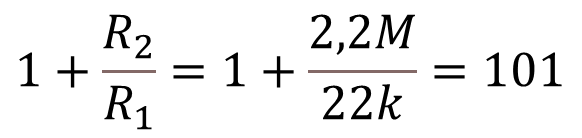 1 + R₂/R₁ = 1 + 2,2M/22k = 101